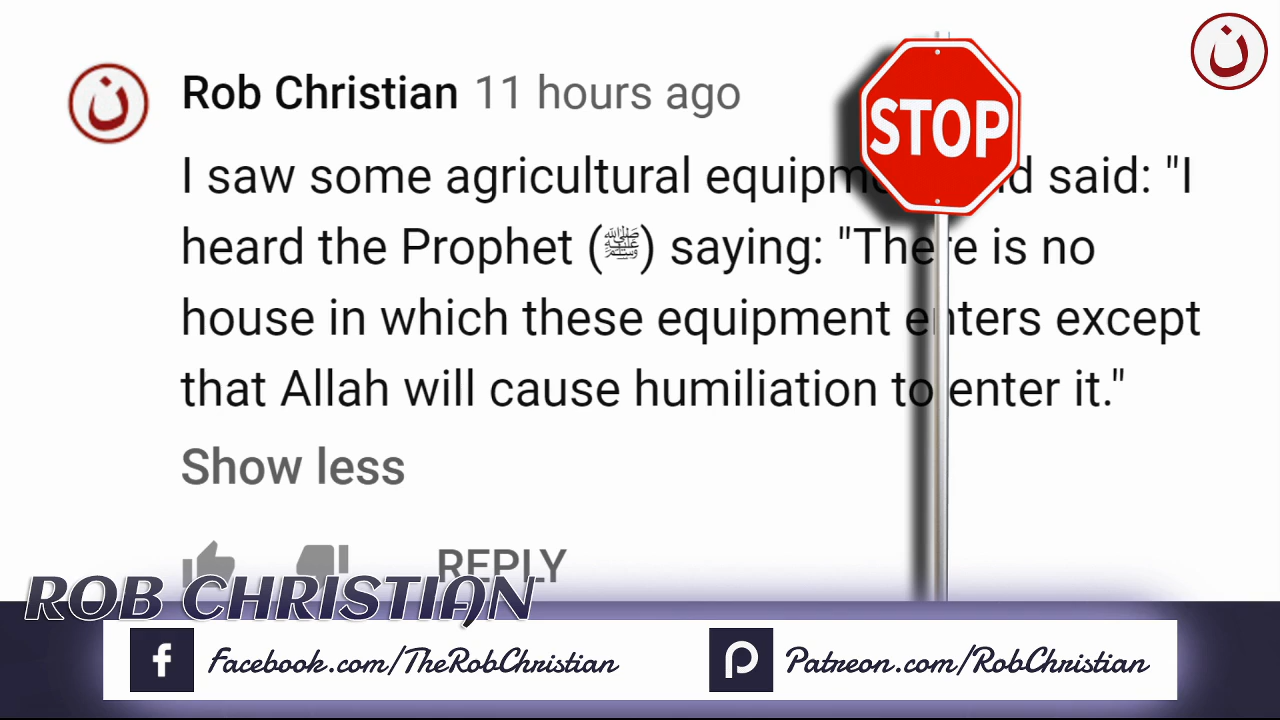 ن
Rob Christian 11 hours ago
STOP
I saw some agricultural equipm d said: "I
heard the Prophet (ﷺ) saying: "There is no
house in which these equipment enters except
that Allah will cause humiliation to enter it."
Show less
REPLY
ROB CHRISTIAN
f Facebook.com/TheRobChristian
Patreon.com/RobChristian
ن